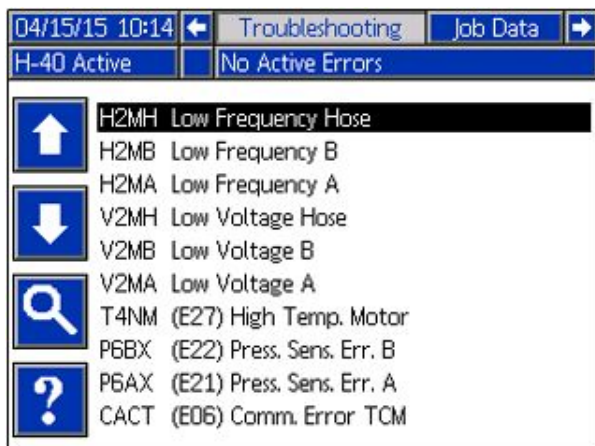 04/15/15 10:14 Troubleshooting Job Data
H-40 Active No Active Errors
H2MH Low Frequency Hose
H2MB Low Frequency B
H2MA Low Frequency A
V2MH Low Voltage Hose
V2MB Low Voltage B
V2MA Low Voltage A
T4NM (E27) High Temp. Motor
P6BX (E22) Press. Sens. Err. B
P6AX (E21) Press. Sens. Err. A
CACT (E06) Comm. Error TCM
?